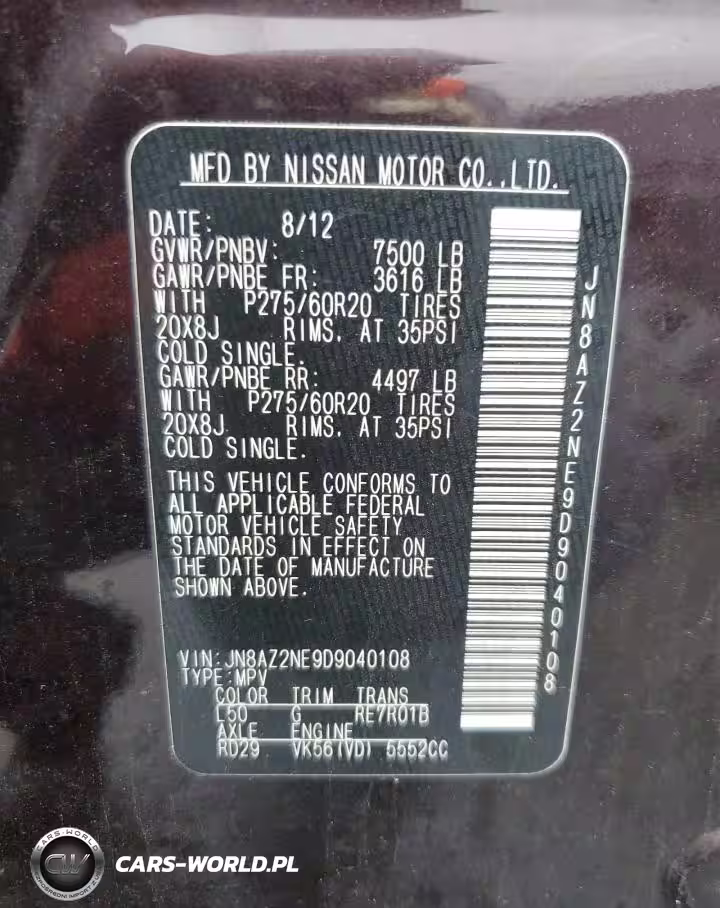 MFD BY NISSAN MOTOR CO.,LTD.
DATE: 8/12
GVWR/PNBV: 7500 LB
GAWR/PNBE FR: 3616 LB
WITH P275/60R20 TIRES
20X8J RIMS, AT 35PSI
COLD SINGLE.
GAWR/PNBE RR: 4497 LB
WITH P275/60R20 TIRES
20X8J RIMS, AT 35PSI
COLD SINGLE.
THIS VEHICLE CONFORMS TO
ALL APPLICABLE FEDERAL
MOTOR VEHICLE SAFETY
STANDARDS IN EFFECT ON
THE DATE OF MANUFACTURE
SHOWN ABOVE.
VIN:JN8AZ2NE9D9040108
TYPE:MPV
COLOR TRIM TRANS
L50 G RE7R01B
AXLE ENGINE
RD29 VK56(VD) 5552CC
JN8AZ2NE9D9040108
CARS-WORLD
CW
CARS-WORLD.PL